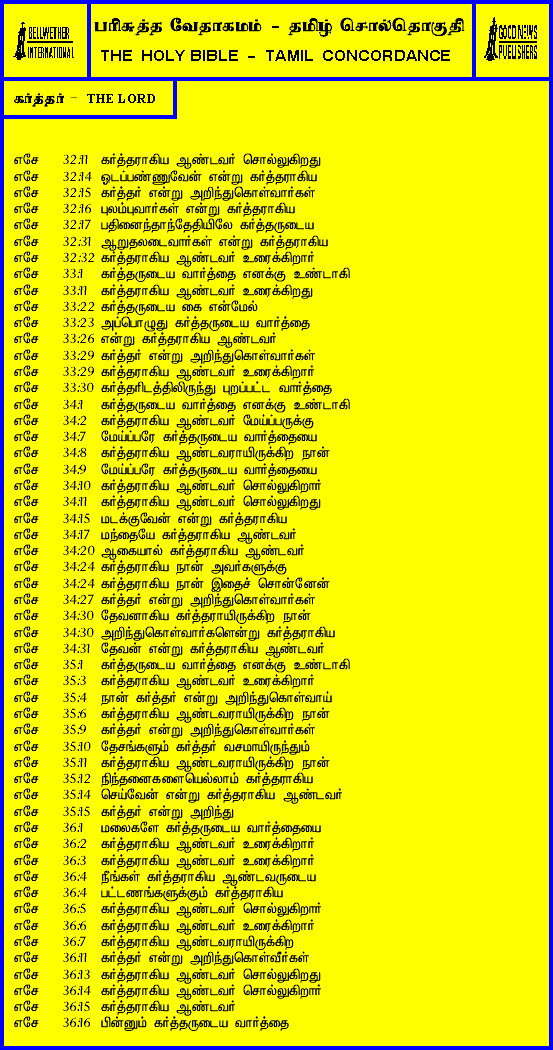 BELLWETHER
INTERNATIONAL
பரிசுத்த வேதாகமம் - தமிழ் சொல்தொகுதி
THE HOLY BIBLE - TAMIL CONCORDANCE
GOOD NEWS
PUBLISHERS
கர்த்தர் - THE LORD
எசே 32:11 கர்த்தராகிய ஆண்டவர் சொல்லுகிறது
எசே 32:14 ஓடப்பண்ணுவேன் என்று கர்த்தராகிய
எசே 32:15 கர்த்தர் என்று அறிந்துகொள்வார்கள்
எசே 32:16 புலம்புவார்கள் என்று கர்த்தராகிய
எசே 32:17 பதினைந்தாந்தேதியிலே கர்த்தருடைய
எசே 32:31 ஆறுதலடைவார்கள் என்று கர்த்தராகிய
எசே 32:32 கர்த்தராகிய ஆண்டவர் உரைக்கிறார்
எசே 33:1 கர்த்தருடைய வார்த்தை எனக்கு உண்டாகி
எசே 33:11 கர்த்தராகிய ஆண்டவர் உரைக்கிறது
எசே 33:22 கர்த்தருடைய கை என்மேல்
எசே 33:23 அப்பொழுது கர்த்தருடைய வார்த்தை
எசே 33:26 என்று கர்த்தராகிய ஆண்டவர்
எசே 33:29 கர்த்தர் என்று அறிந்துகொள்வார்கள்
எசே 33:29 கர்த்தராகிய ஆண்டவர் உரைக்கிறார்
எசே 33:30 கர்த்தரிடத்திலிருந்து புறப்பட்ட வார்த்தை
எசே 34:1 கர்த்தருடைய வார்த்தை எனக்கு உண்டாகி
எசே 34:2 கர்த்தராகிய ஆண்டவர் மேய்ப்பருக்கு
எசே 34:7 மேய்ப்பரே கர்த்தருடைய வார்த்தையை
எசே 34:8 கர்த்தராகிய ஆண்டவராயிருக்கிற நான்
எசே 34:9 மேய்ப்பரே கர்த்தருடைய வார்த்தையை
எசே 34:10 கர்த்தராகிய ஆண்டவர் சொல்லுகிறார்
எசே 34:11 கர்த்தராகிய ஆண்டவர் சொல்லுகிறது
எசே 34:15 மடக்குவேன் என்று கர்த்தராகிய
எசே 34:17 மந்தையே கர்த்தராகிய ஆண்டவர்
எசே 34:20 ஆகையால் கர்த்தராகிய ஆண்டவர்
எசே 34:24 கர்த்தராகிய நான் அவர்களுக்கு
எசே 34:24 கர்த்தராகிய நான் இதைச் சொன்னேன்
எசே 34:27 கர்த்தர் என்று அறிந்துகொள்வார்கள்
எசே 34:30 தேவனாகிய கர்த்தராயிருக்கிற நான்
எசே 34:30 அறிந்துகொள்வார்களென்று கர்த்தராகிய
எசே 34:31 தேவன் என்று கர்த்தராகிய ஆண்டவர்
எசே 35:1 கர்த்தருடைய வார்த்தை எனக்கு உண்டாகி
எசே 35:3 கர்த்தராகிய ஆண்டவர் உரைக்கிறார்
எசே 35:4 நான் கர்த்தர் என்று அறிந்துகொள்வாய்
எசே 35:6 கர்த்தராகிய ஆண்டவராயிருக்கிற நான்
எசே 35:9 கர்த்தர் என்று அறிந்துகொள்வார்கள்
எசே 35:10 தேசங்களும் கர்த்தர் வசமாயிருந்தும்
எசே 35:11 கர்த்தராகிய ஆண்டவராயிருக்கிற நான்
எசே 35:12 நிந்தனைகளையெல்லாம் கர்த்தராகிய
எசே 35:14 செய்வேன் என்று கர்த்தராகிய ஆண்டவர்
எசே 35:15 கர்த்தர் என்று அறிந்து
எசே 36:1 மலைகளே கர்த்தருடைய வார்த்தையை
எசே 36:2 கர்த்தராகிய ஆண்டவர் உரைக்கிறார்
எசே 36:3 கர்த்தராகிய ஆண்டவர் உரைக்கிறார்
எசே 36:4 நீங்கள் கர்த்தராகிய ஆண்டவருடைய
எசே 36:4 பட்டணங்களுக்கும் கர்த்தராகிய
எசே 36:5 கர்த்தராகிய ஆண்டவர் சொல்லுகிறார்
எசே 36:6 கர்த்தராகிய ஆண்டவர் உரைக்கிறார்
எசே 36:7 கர்த்தராகிய ஆண்டவராயிருக்கிற
எசே 36:11 கர்த்தர் என்று அறிந்துகொள்வீர்கள்
எசே 36:13 கர்த்தராகிய ஆண்டவர் சொல்லுகிறது
எசே 36:14 கர்த்தராகிய ஆண்டவர் சொல்லுகிறார்
எசே 36:15 கர்த்தராகிய ஆண்டவர்
எசே 36:16 பின்னும் கர்த்தருடைய வார்த்தை